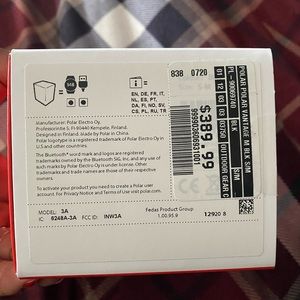 838 0720
EN, DE, FR, IT,
NL, ES, PT
DA, FI, NO, SV,
CS, PL, RU, TR
Manufacturer: Polar Electro Oy.
Professorintie 5, FI-90440 Kempele, Finland.
Designed in Finland. Made by Polar in China.
Polar logotype is a registered trademark of Polar Electro Oy in
U.S and other countries.
The Bluetooth® word mark and logos are registered
trademarks owned by the Bluetooth SIG, Inc. and any use of
such marks by Polar Electro Oy is under license. Other
trademarks and trade names are those of their respective
owners.
To activate your product you need to create a Polar user
account. Privacy Notice and Terms of Use visit polar.com.
MODEL: 3A
IC: 6248A-3A FCC ID: INW3A
Fedas Product Group
1.00.95.9
12920 8
$389.99
POLAR POLAR VANTAGE M BLK S/M
PL - 90069740
BLK
S/M
OUTDOOR GEAR